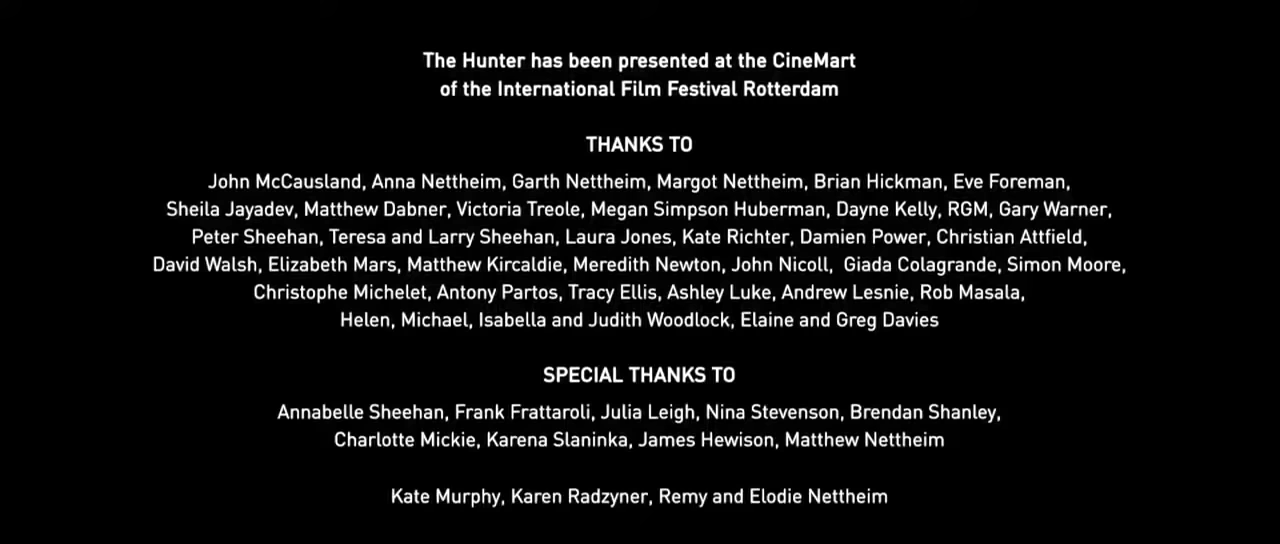 The Hunter has been presented at the CineMart
of the International Film Festival Rotterdam
THANKS TO
John McCausland, Anna Nettheim, Garth Nettheim, Margot Nettheim, Brian Hickman, Eve Foreman,
Sheila Jayadev, Matthew Dabner, Victoria Treole, Megan Simpson Huberman, Dayne Kelly, RGM, Gary Warner,
Peter Sheehan, Teresa and Larry Sheehan, Laura Jones, Kate Richter, Damien Power, Christian Attfield,
David Walsh, Elizabeth Mars, Matthew Kircaldie, Meredith Newton, John Nicoll, Giada Colagrande, Simon Moore,
Christophe Michelet, Antony Partos, Tracy Ellis, Ashley Luke, Andrew Lesnie, Rob Masala,
Helen, Michael, Isabella and Judith Woodlock, Elaine and Greg Davies
SPECIAL THANKS TO
Annabelle Sheehan, Frank Frattaroli, Julia Leigh, Nina Stevenson, Brendan Shanley,
Charlotte Mickie, Karena Slaninka, James Hewison, Matthew Nettheim
Kate Murphy, Karen Radzyner, Remy and Elodie Nettheim